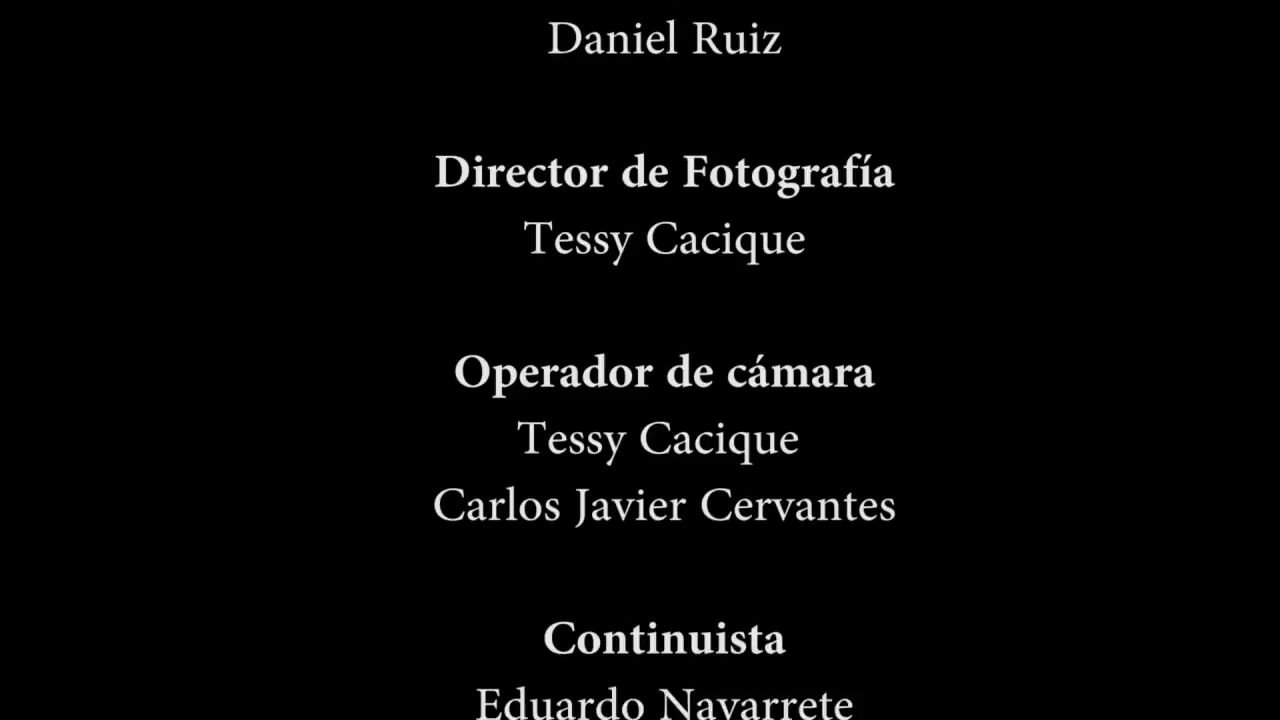 Daniel Ruiz
Director de Fotografía
Tessy Cacique
Operador de cámara
Tessy Cacique
Carlos Javier Cervantes
Continuista
Eduardo Navarrete